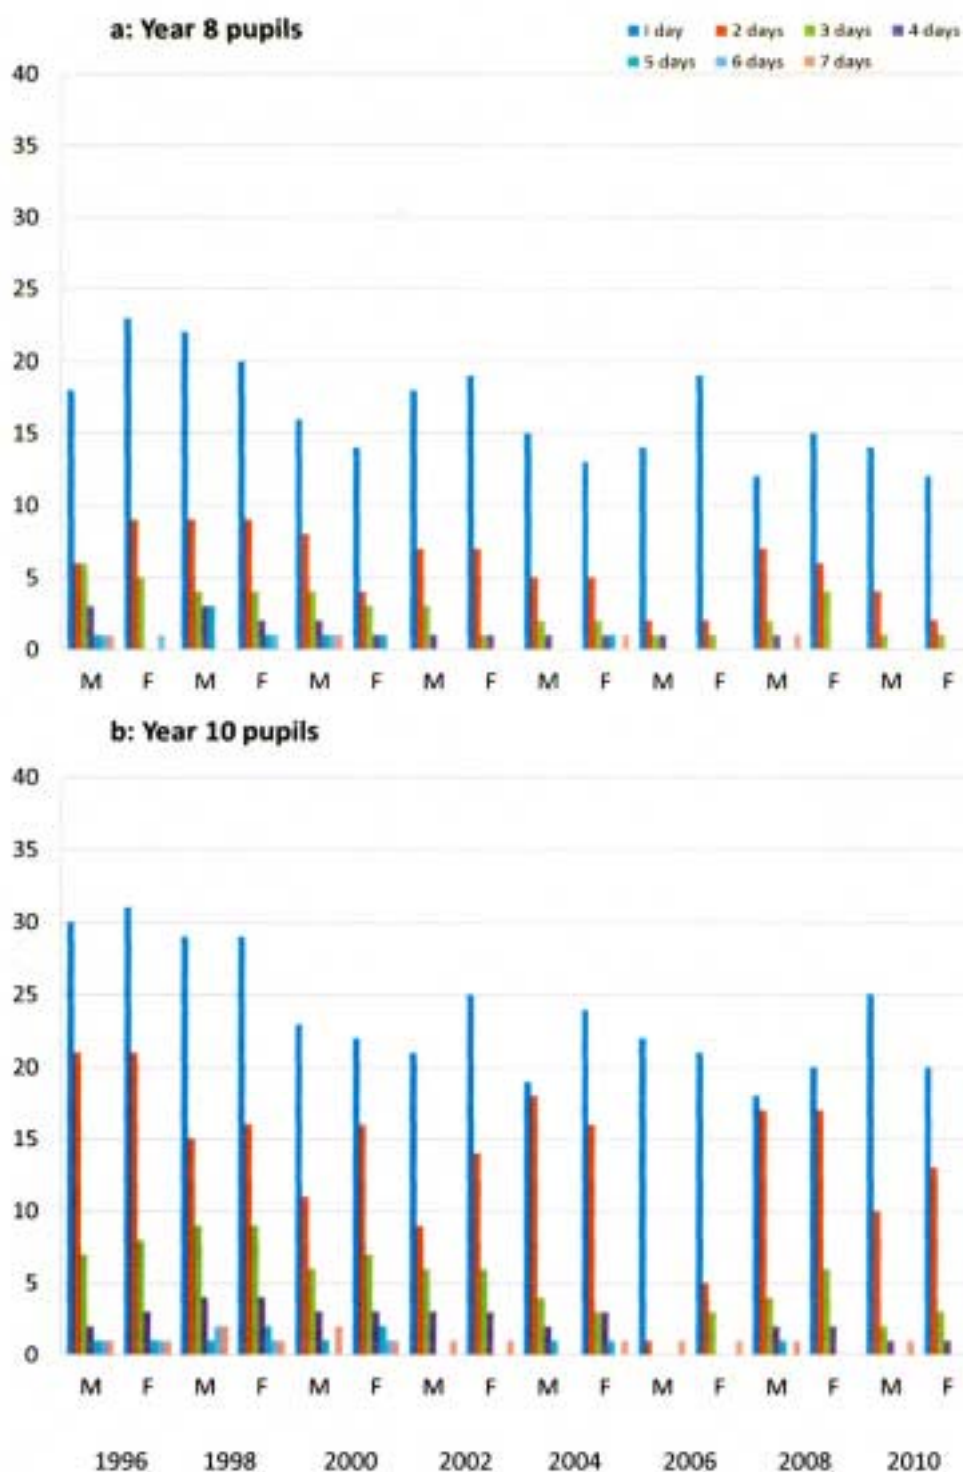 a: Year 8 pupils
1 day 2 days 3 days 4 days
5 days 6 days 7 days
40
35
30
25
20
15
10
5
0
M F M F M F M F M F M F M F M F
b: Year 10 pupils
40
35
30
25
20
15
10
5
0
M F M F M F M F M F M F M F M F
1996 1998 2000 2002 2004 2006 2008 2010